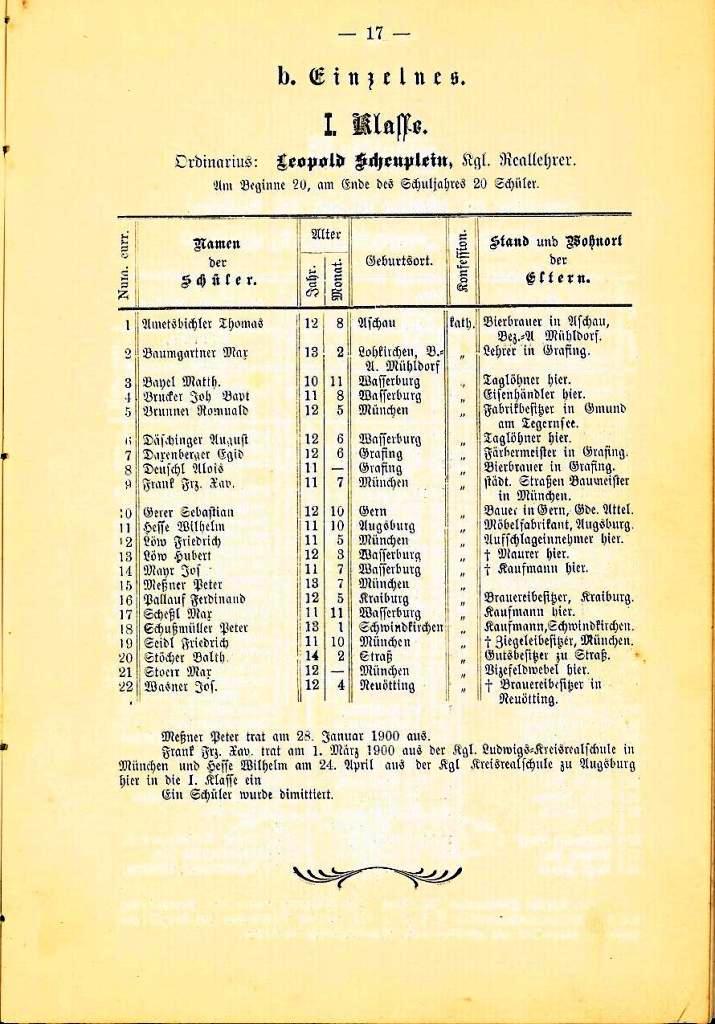 — 17 —
b. Einzelnes.
I. Klasse.
Ordinarius: Leopold Scheuplein, Kgl. Reallehrer.
Am Beginne 20, am Ende des Schuljahres 20 Schüler.
Num. curr. | Namen der Schüler. | Alter Jahr. Monat. | Geburtsort. | Konfession. | Stand und Wohnort der Eltern.
1 Ametsbichler Thomas 12 8 Aschau kath. Bierbrauer in Aschau,
Bez.-A Mühldorf.
2 Baumgartner Max 13 2 Lohkirchen, B.- „ Lehrer in Grafing.
A. Mühldorf
3 Bayel Matth. 10 11 Wasserburg „ Taglöhner hier.
4 Brucker Joh Bapt 11 8 Wasserburg „ Eisenhändler hier.
5 Brunner Romuald 12 5 München „ Fabrikbesitzer in Gmund
am Tegernsee.
6 Däschinger August 12 6 Wasserburg „ Taglöhner hier.
7 Daxenberger Egid 12 6 Grafing „ Färbermeister in Grafing.
8 Deuschl Alois 11 — Grafing „ Bierbrauer in Grafing.
9 Frank Frz. Xav. 11 7 München „ städt. Straßen Baumeister
in München.
10 Gerer Sebastian 12 10 Gern „ Bauer in Gern, Gde. Attel.
11 Hesse Wilhelm 11 10 Augsburg „ Möbelfabrikant, Augsburg.
12 Löw Friedrich 11 5 München „ Aufschlageinnehmer hier.
13 Löw Hubert 12 3 Wasserburg „ † Maurer hier.
14 Mayr Jos 11 7 Wasserburg „ † Kaufmann hier.
15 Meßner Peter 13 7 München „
16 Pallauf Ferdinand 12 5 Kraiburg „ Brauereibesitzer, Kraiburg.
17 Scheßl Max 11 11 Wasserburg „ Kaufmann hier.
18 Schußmüller Peter 13 1 Schwindkirchen „ Kaufmann, Schwindkirchen.
19 Seidl Friedrich 11 10 München „ † Ziegeleibesitzer, München.
20 Stöcher Balth. 14 2 Straß „ Gutsbesitzer zu Straß.
21 Stoerr Max 12 — München „ Vizefeldwebel hier.
22 Wasner Jos. 12 4 Neuötting „ † Brauereibesitzer in
Neuötting.
Meßner Peter trat am 28. Januar 1900 aus.
Frank Frz. Xav. trat am 1. März 1900 aus der Kgl. Ludwigs-Kreisrealschule in
München und Hesse Wilhelm am 24. April aus der Kgl Kreisrealschule zu Augsburg
hier in die I. Klasse ein
Ein Schüler wurde dimittiert.